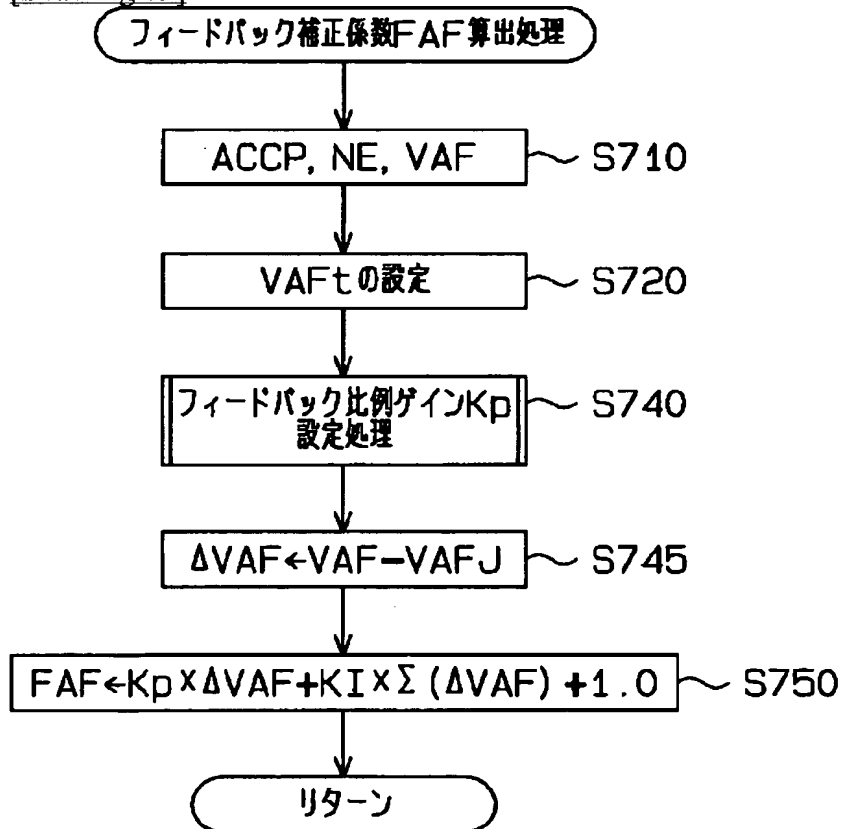 フィードバック補正係数FAF算出処理
ACCP, NE, VAF
S710
VAFtの設定
S720
フィードバック比例ゲインKp
設定処理
S740
ΔVAF←VAF−VAFJ
S745
FAF←Kp×ΔVAF+KI×Σ(ΔVAF)+1.0
S750
リターン